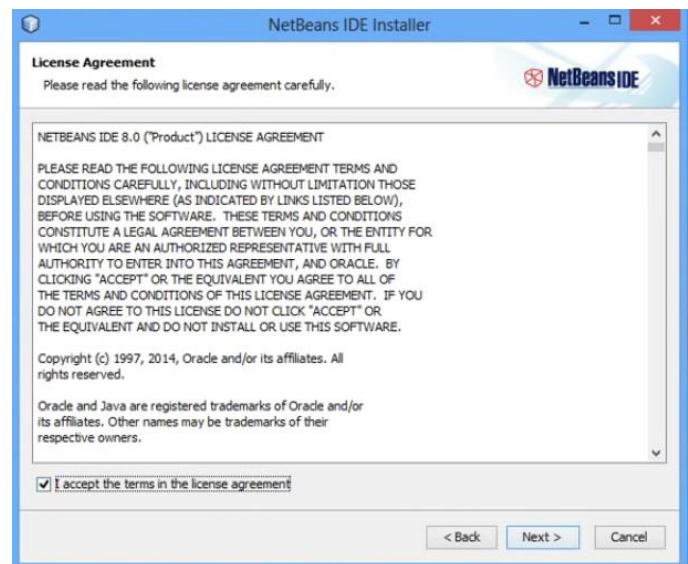 NetBeans IDE Installer
License Agreement
Please read the following license agreement carefully.
NetBeans IDE
NETBEANS IDE 8.0 ("Product") LICENSE AGREEMENT
PLEASE READ THE FOLLOWING LICENSE AGREEMENT TERMS AND
CONDITIONS CAREFULLY, INCLUDING WITHOUT LIMITATION THOSE
DISPLAYED ELSEWHERE (AS INDICATED BY LINKS LISTED BELOW),
BEFORE USING THE SOFTWARE.  THESE TERMS AND CONDITIONS
CONSTITUTE A LEGAL AGREEMENT BETWEEN YOU, OR THE ENTITY FOR
WHICH YOU ARE AN AUTHORIZED REPRESENTATIVE WITH FULL
AUTHORITY TO ENTER INTO THIS AGREEMENT, AND ORACLE.  BY
CLICKING "ACCEPT" OR THE EQUIVALENT YOU AGREE TO ALL OF
THE TERMS AND CONDITIONS OF THIS LICENSE AGREEMENT.  IF YOU
DO NOT AGREE TO THIS LICENSE DO NOT CLICK "ACCEPT" OR
THE EQUIVALENT AND DO NOT INSTALL OR USE THIS SOFTWARE.
Copyright (c) 1997, 2014, Oracle and/or its affiliates. All
rights reserved.
Oracle and Java are registered trademarks of Oracle and/or
its affiliates. Other names may be trademarks of their
respective owners.
I accept the terms in the license agreement
< Back
Next >
Cancel